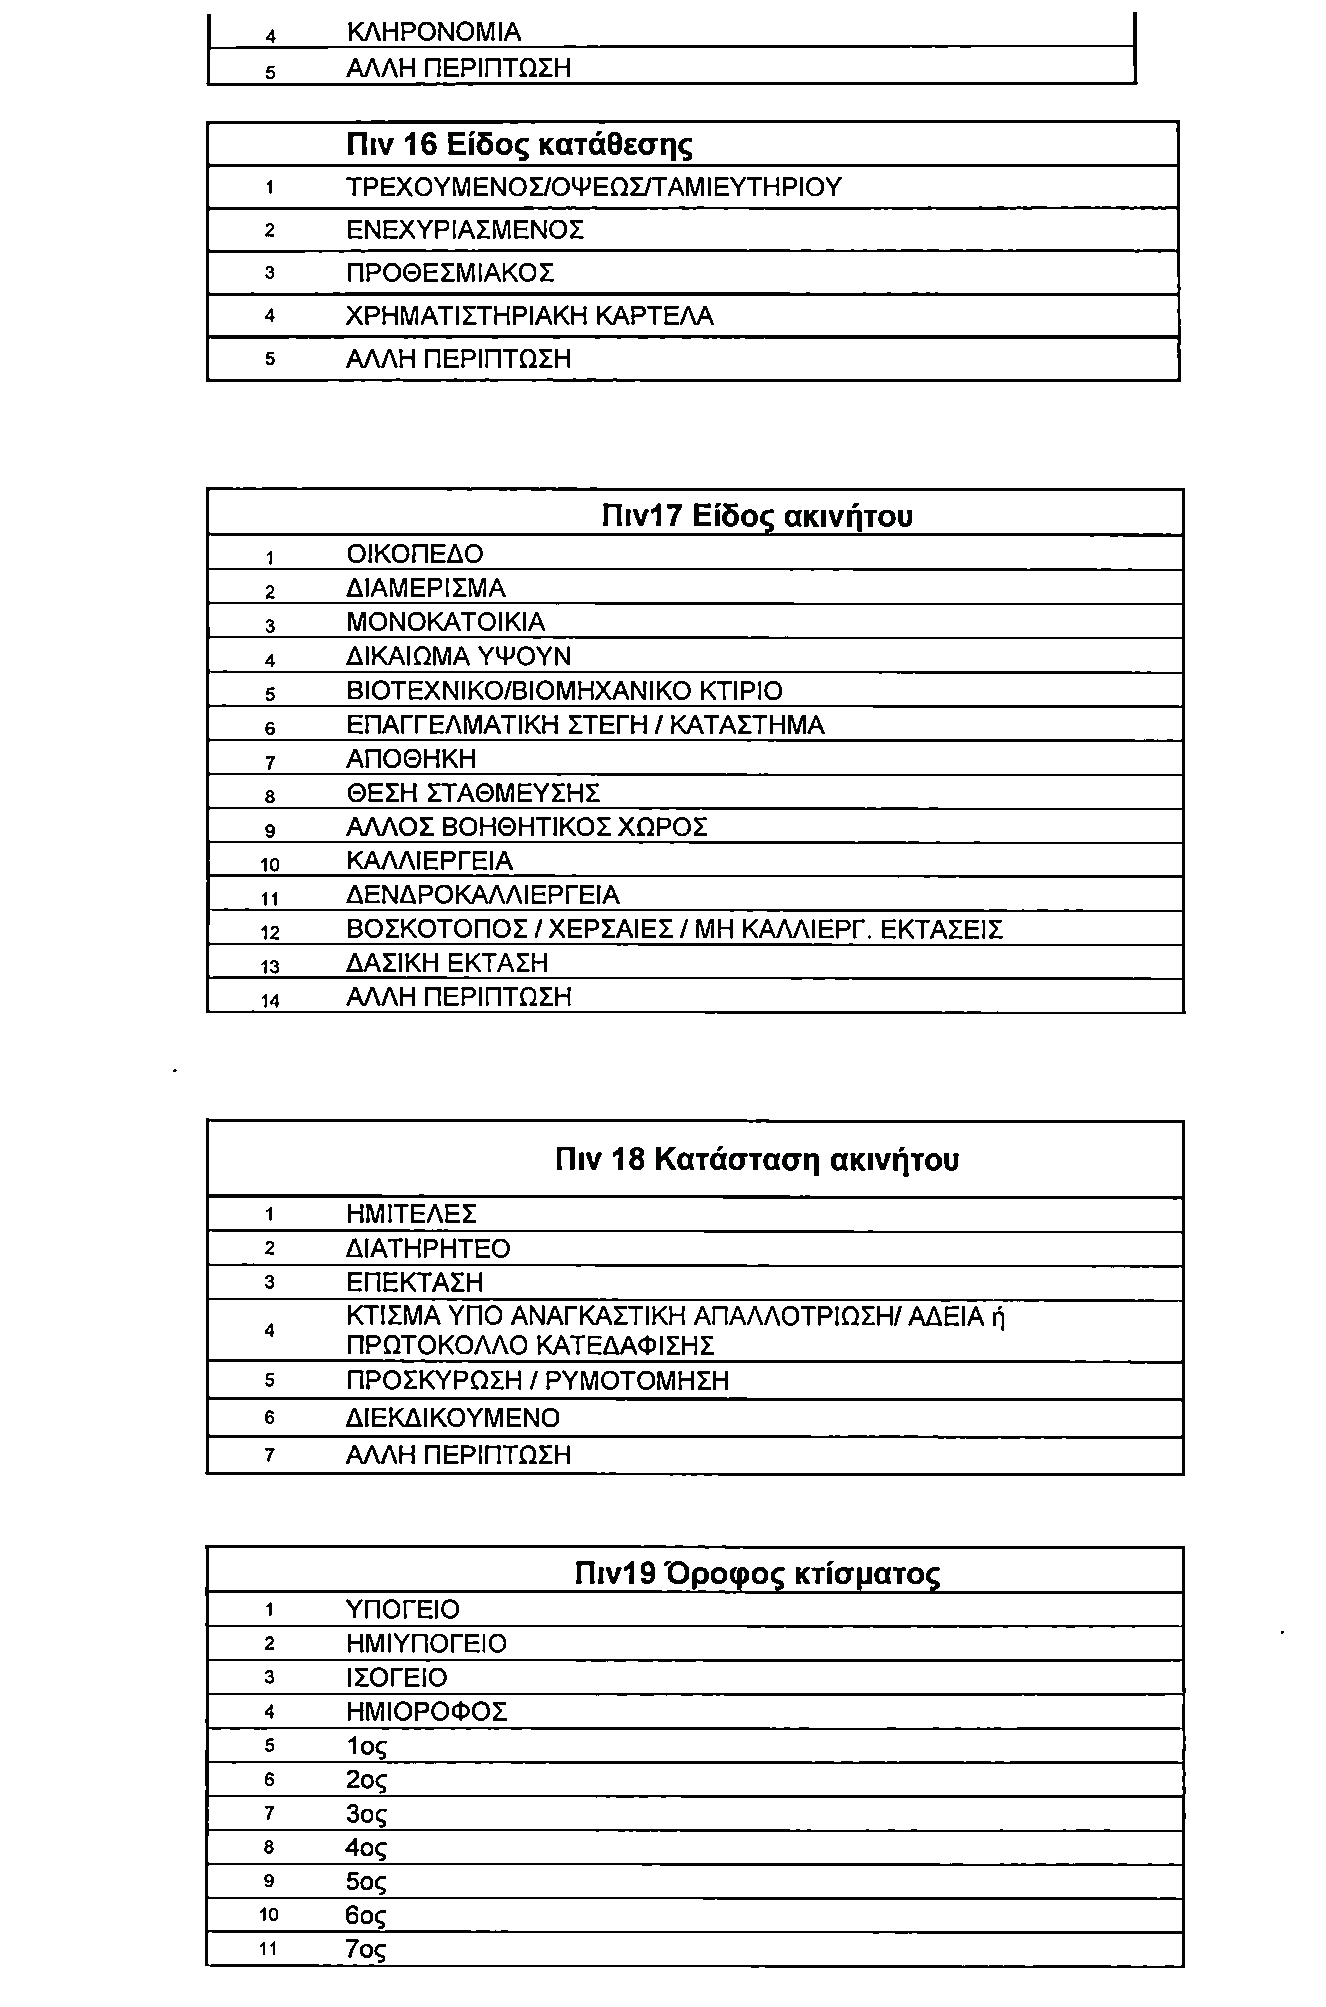 4 ΚΛΗΡΟΝΟΜΙΑ
5 ΑΛΛΗ ΠΕΡΙΠΤΩΣΗ
Πιν 16 Είδος κατάθεσης
1 ΤΡΕΧΟΥΜΕΝΟΣ/ΟΨΕΩΣ/ΤΑΜΙΕΥΤΗΡΙΟΥ
2 ΕΝΕΧΥΡΙΑΣΜΕΝΟΣ
3 ΠΡΟΘΕΣΜΙΑΚΟΣ
4 ΧΡΗΜΑΤΙΣΤΗΡΙΑΚΗ ΚΑΡΤΕΛΑ
5 ΑΛΛΗ ΠΕΡΙΠΤΩΣΗ
Πιν17 Είδος ακινήτου
1 ΟΙΚΟΠΕΔΟ
2 ΔΙΑΜΕΡΙΣΜΑ
3 ΜΟΝΟΚΑΤΟΙΚΙΑ
4 ΔΙΚΑΙΩΜΑ ΥΨΟΥΝ
5 ΒΙΟΤΕΧΝΙΚΟ/ΒΙΟΜΗΧΑΝΙΚΟ ΚΤΙΡΙΟ
6 ΕΠΑΓΓΕΛΜΑΤΙΚΗ ΣΤΕΓΗ / ΚΑΤΑΣΤΗΜΑ
7 ΑΠΟΘΗΚΗ
8 ΘΕΣΗ ΣΤΑΘΜΕΥΣΗΣ
9 ΑΛΛΟΣ ΒΟΗΘΗΤΙΚΟΣ ΧΩΡΟΣ
10 ΚΑΛΛΙΕΡΓΕΙΑ
11 ΔΕΝΔΡΟΚΑΛΛΙΕΡΓΕΙΑ
12 ΒΟΣΚΟΤΟΠΟΣ / ΧΕΡΣΑΙΕΣ / ΜΗ ΚΑΛΛΙΕΡΓ. ΕΚΤΑΣΕΙΣ
13 ΔΑΣΙΚΗ ΕΚΤΑΣΗ
14 ΑΛΛΗ ΠΕΡΙΠΤΩΣΗ
Πιν 18 Κατάσταση ακινήτου
1 ΗΜΙΤΕΛΕΣ
2 ΔΙΑΤΗΡΗΤΕΟ
3 ΕΠΕΚΤΑΣΗ
4 ΚΤΙΣΜΑ ΥΠΟ ΑΝΑΓΚΑΣΤΙΚΗ ΑΠΑΛΛΟΤΡΙΩΣΗ/ ΑΔΕΙΑ ή
ΠΡΩΤΟΚΟΛΛΟ ΚΑΤΕΔΑΦΙΣΗΣ
5 ΠΡΟΣΚΥΡΩΣΗ / ΡΥΜΟΤΟΜΗΣΗ
6 ΔΙΕΚΔΙΚΟΥΜΕΝΟ
7 ΑΛΛΗ ΠΕΡΙΠΤΩΣΗ
Πιν19 Όροφος κτίσματος
1 ΥΠΟΓΕΙΟ
2 ΗΜΙΥΠΟΓΕΙΟ
3 ΙΣΟΓΕΙΟ
4 ΗΜΙΟΡΟΦΟΣ
5 1ος
6 2ος
7 3ος
8 4ος
9 5ος
10 6ος
11 7ος